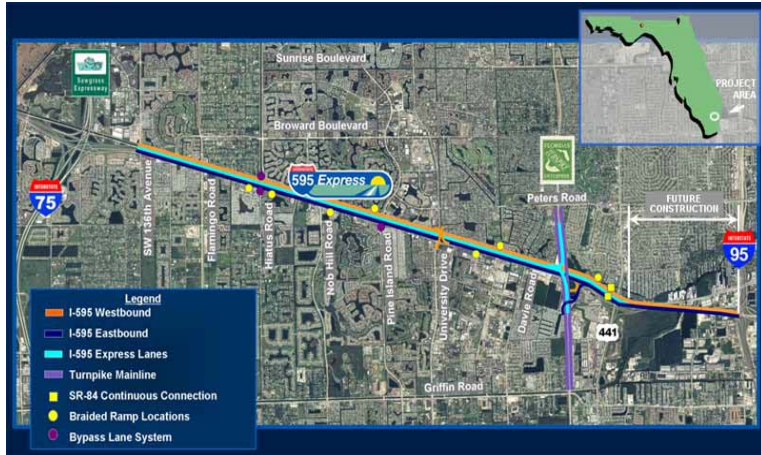 Sunrise Boulevard
PROJECT
AREA
Sawgrass
Expressway
Broward Boulevard
INTERSTATE
595 Express
FLORIDA'S
Peters Road
FUTURE
CONSTRUCTION
INTERSTATE
75
INTERSTATE
95
SW 136th Avenue
Flamingo Road
Hiatus Road
Nob Hill Road
Pine Island Road
University Drive
Davie Road
441
Griffin Road
Legend
I-595 Westbound
I-595 Eastbound
I-595 Express Lanes
Turnpike Mainline
SR-84 Continuous Connection
Braided Ramp Locations
Bypass Lane System